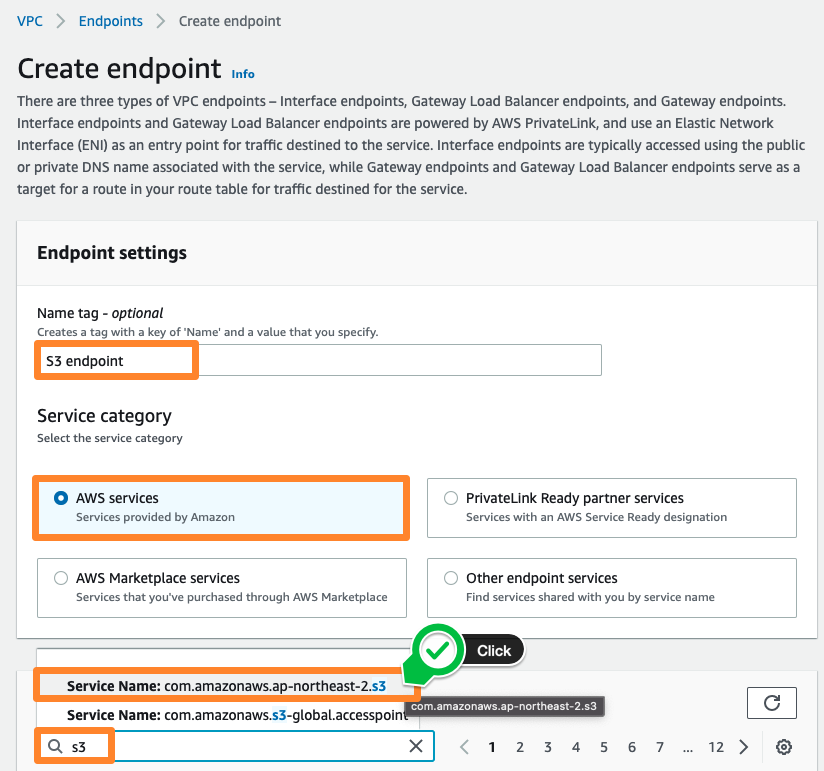 VPC > Endpoints > Create endpoint
Create endpoint Info
There are three types of VPC endpoints – Interface endpoints, Gateway Load Balancer endpoints, and Gateway endpoints.
Interface endpoints and Gateway Load Balancer endpoints are powered by AWS PrivateLink, and use an Elastic Network
Interface (ENI) as an entry point for traffic destined to the service. Interface endpoints are typically accessed using the public
or private DNS name associated with the service, while Gateway endpoints and Gateway Load Balancer endpoints serve as a
target for a route in your route table for traffic destined for the service.
Endpoint settings
Name tag - optional
Creates a tag with a key of 'Name' and a value that you specify.
S3 endpoint
Service category
Select the service category
AWS services
Services provided by Amazon
PrivateLink Ready partner services
Services with an AWS Service Ready designation
AWS Marketplace services
Services that you've purchased through AWS Marketplace
Other endpoint services
Find services shared with you by service name
Click
Service Name: com.amazonaws.ap-northeast-2.s3
com.amazonaws.ap-northeast-2.s3
Service Name: com.amazonaws.s3-global.accesspoint
s3
1 2 3 4 5 6 7 ... 12